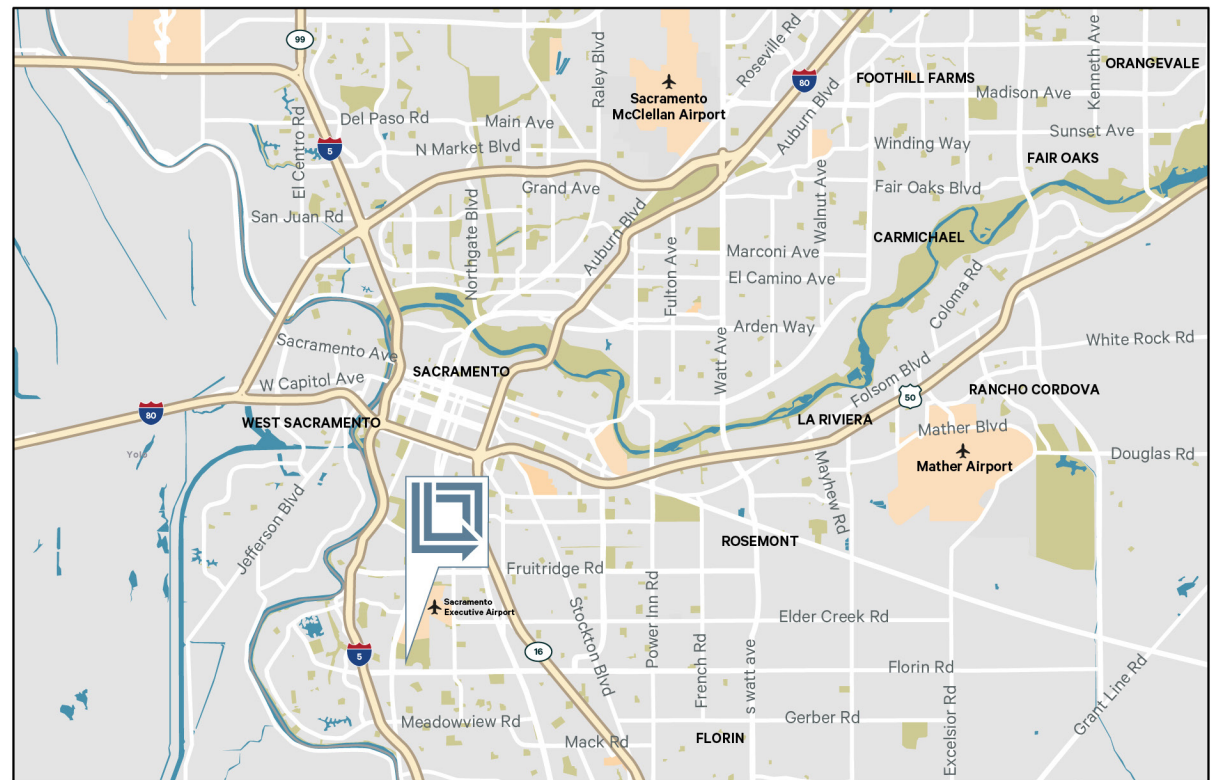 99
Roseville Rd
Raley Blvd
80
Kenneth Ave
ORANGEVALE
FOOTHILL FARMS
Madison Ave
Sacramento
McClellan Airport
El Centro Rd
Del Paso Rd
Main Ave
Auburn Blvd
Sunset Ave
5
N Market Blvd
Winding Way
FAIR OAKS
Grand Ave
Walnut Ave
Fair Oaks Blvd
San Juan Rd
Northgate Blvd
Auburn Blvd
Fulton Ave
CARMICHAEL
Marconi Ave
El Camino Ave
Coloma Rd
Arden Way
Sacramento Ave
White Rock Rd
Watt Ave
W Capitol Ave
SACRAMENTO
Folsom Blvd
50
RANCHO CORDOVA
80
WEST SACRAMENTO
LA RIVIERA
Mather Blvd
Yolo
Mather Airport
Douglas Rd
Mayhew Rd
Jefferson Blvd
ROSEMONT
Fruitridge Rd
Sacramento
Executive Airport
Stockton Blvd
Power Inn Rd
Elder Creek Rd
5
16
French Rd
s watt ave
Florin Rd
Grant Line Rd
Meadowview Rd
Gerber Rd
Excelsior Rd
Mack Rd
FLORIN